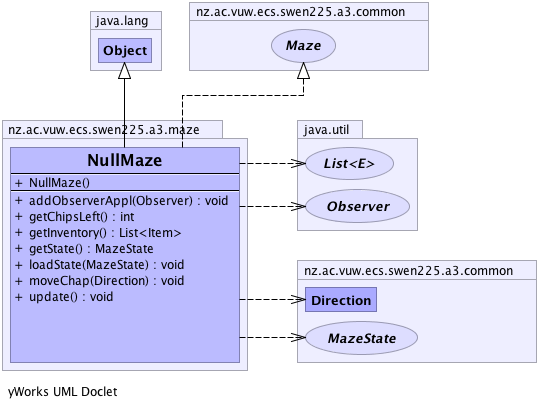 java.lang
Object
nz.ac.vuw.ecs.swen225.a3.common
Maze
nz.ac.vuw.ecs.swen225.a3.maze
NullMaze
+ NullMaze()
+ addObserverAppl(Observer) : void
+ getChipsLeft() : int
+ getInventory() : List<Item>
+ getState() : MazeState
+ loadState(MazeState) : void
+ moveChap(Direction) : void
+ update() : void
java.util
List<E>
Observer
nz.ac.vuw.ecs.swen225.a3.common
Direction
MazeState
yWorks UML Doclet